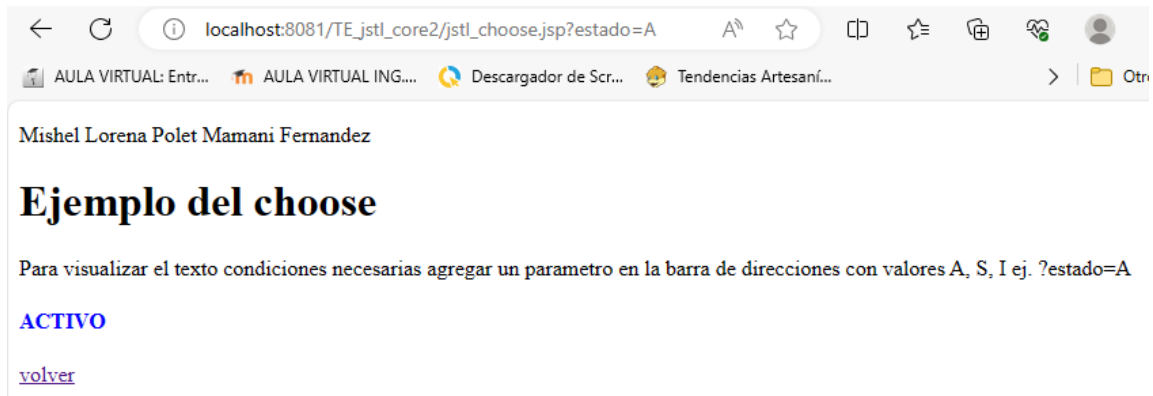 localhost:8081/TE_jstl_core2/jstl_choose.jsp?estado=A
AULA VIRTUAL: Entr... AULA VIRTUAL ING.... Descargador de Scr... Tendencias Artesaní... Otro
Mishel Lorena Polet Mamani Fernandez
Ejemplo del choose
Para visualizar el texto condiciones necesarias agregar un parametro en la barra de direcciones con valores A, S, I ej. ?estado=A
ACTIVO
volver